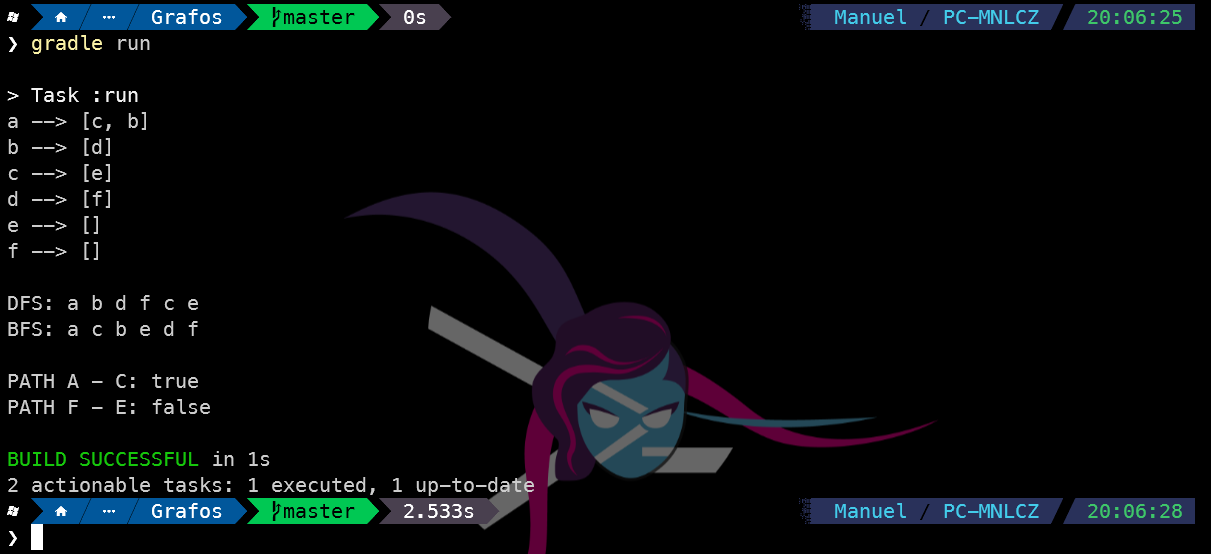 Grafos master 0s Manuel / PC-MNLCZ 20:06:25
❯ gradle run
> Task :run
a --> [c, b]
b --> [d]
c --> [e]
d --> [f]
e --> []
f --> []
DFS: a b d f c e
BFS: a c b e d f
PATH A - C: true
PATH F - E: false
BUILD SUCCESSFUL in 1s
2 actionable tasks: 1 executed, 1 up-to-date
Grafos master 2.533s Manuel / PC-MNLCZ 20:06:28
❯